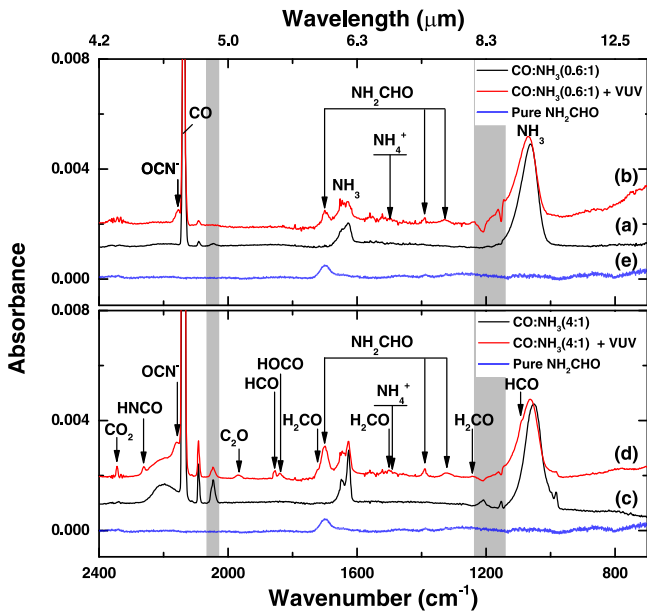 Wavelength (μm)
4.2 5.0 6.3 8.3 12.5
0.008
CO:NH₃(0.6:1)
CO:NH₃(0.6:1) + VUV
Pure NH₂CHO
CO
NH₂CHO
NH₄⁺
NH₃
0.004
OCN⁻
NH₃
(b)
(a)
(e)
0.000
Absorbance
0.008
CO:NH₃(4:1)
CO:NH₃(4:1) + VUV
Pure NH₂CHO
NH₂CHO
HOCO
OCN⁻
HCO
NH₄⁺
HCO
HNCO
0.004
CO₂
C₂O
H₂CO
H₂CO
H₂CO
(d)
(c)
(e)
0.000
2400 2000 1600 1200 800
Wavenumber (cm⁻¹)